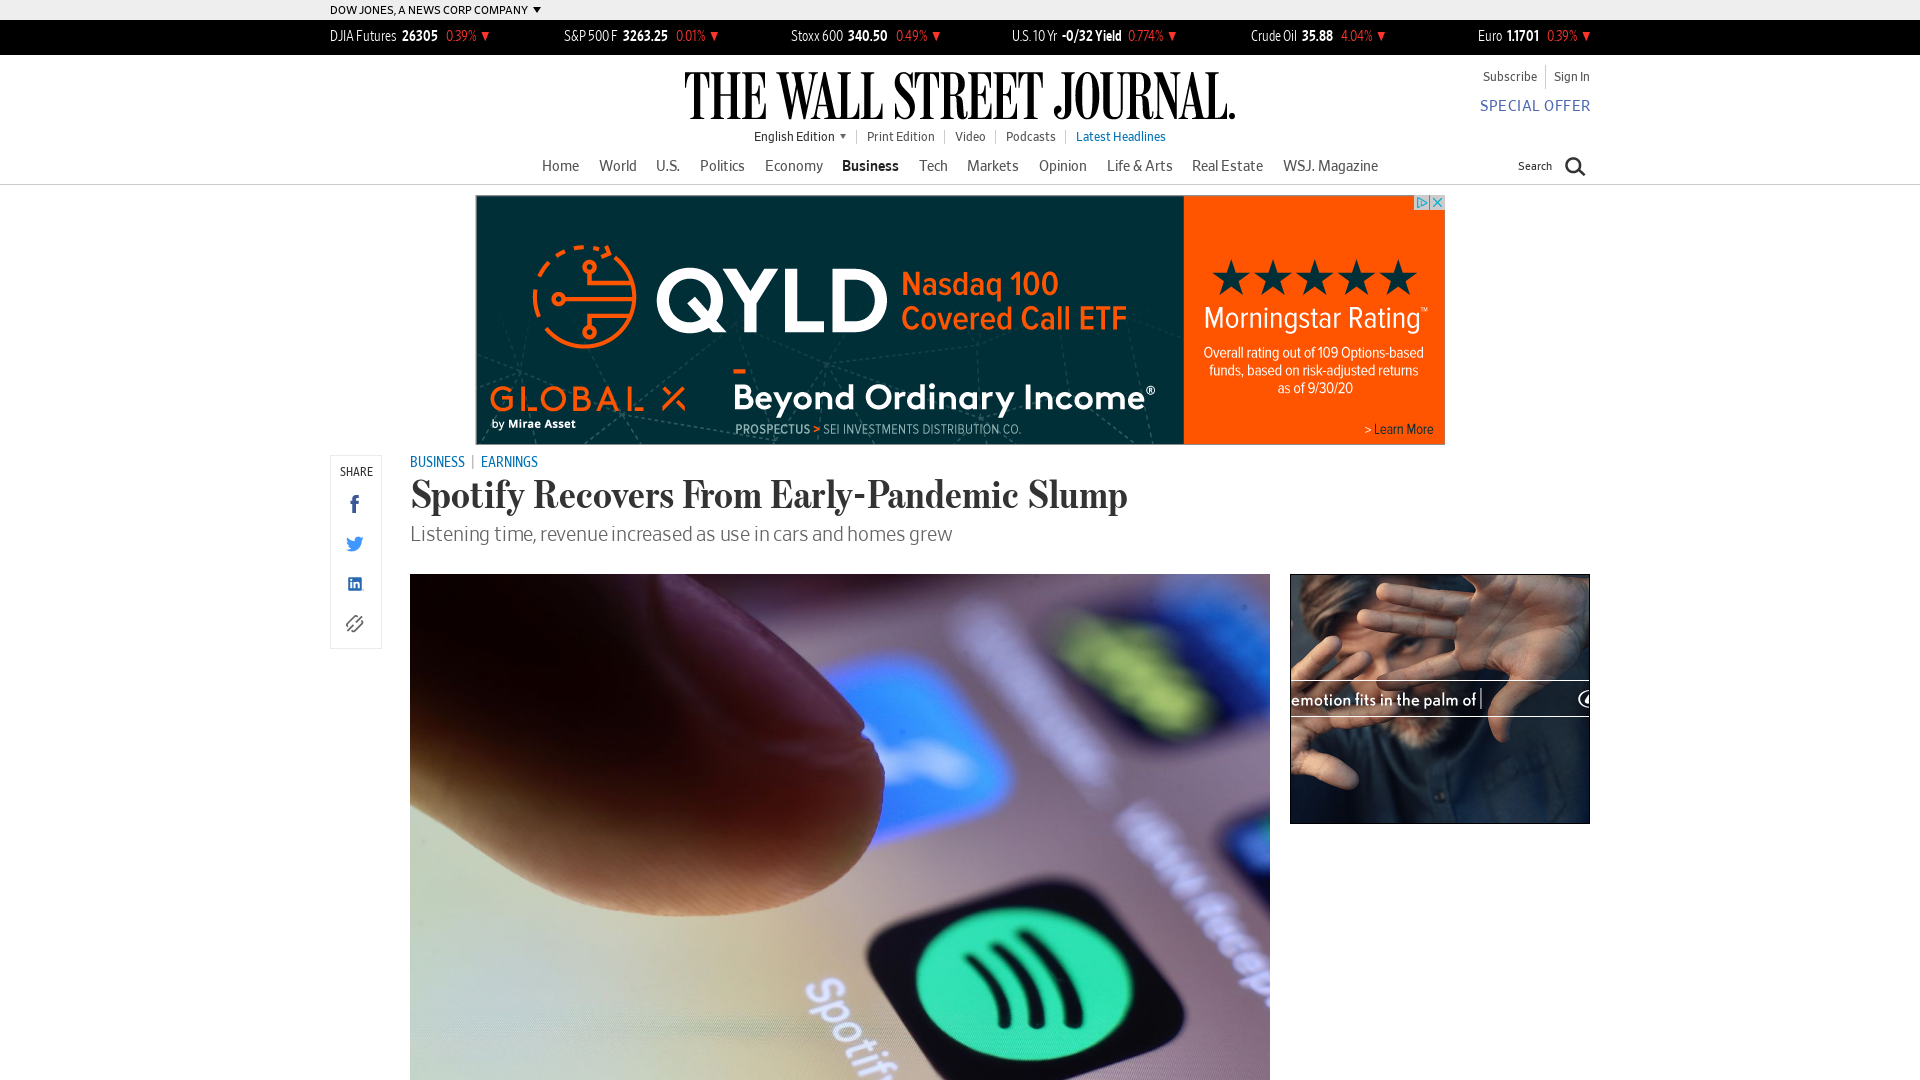 DOW JONES, A NEWS CORP COMPANY
DJIA Futures 26305 0.39% S&P 500 F 3263.25 0.01% Stoxx 600 340.50 0.49% U.S. 10 Yr -0/32 Yield 0.774% Crude Oil 35.88 4.04% Euro 1.1701 0.39%
THE WALL STREET JOURNAL.
Subscribe Sign In
SPECIAL OFFER
English Edition Print Edition Video Podcasts Latest Headlines
Home World U.S. Politics Economy Business Tech Markets Opinion Life & Arts Real Estate WSJ. Magazine Search
QYLD Nasdaq 100
Covered Call ETF
GLOBAL X
by Mirae Asset
Beyond Ordinary Income®
PROSPECTUS > SEI INVESTMENTS DISTRIBUTION CO.
Morningstar Rating™
Overall rating out of 109 Options-based
funds, based on risk-adjusted returns
as of 9/30/20
> Learn More
SHARE
BUSINESS | EARNINGS
Spotify Recovers From Early-Pandemic Slump
Listening time, revenue increased as use in cars and homes grew
emotion fits in the palm of
Spotify